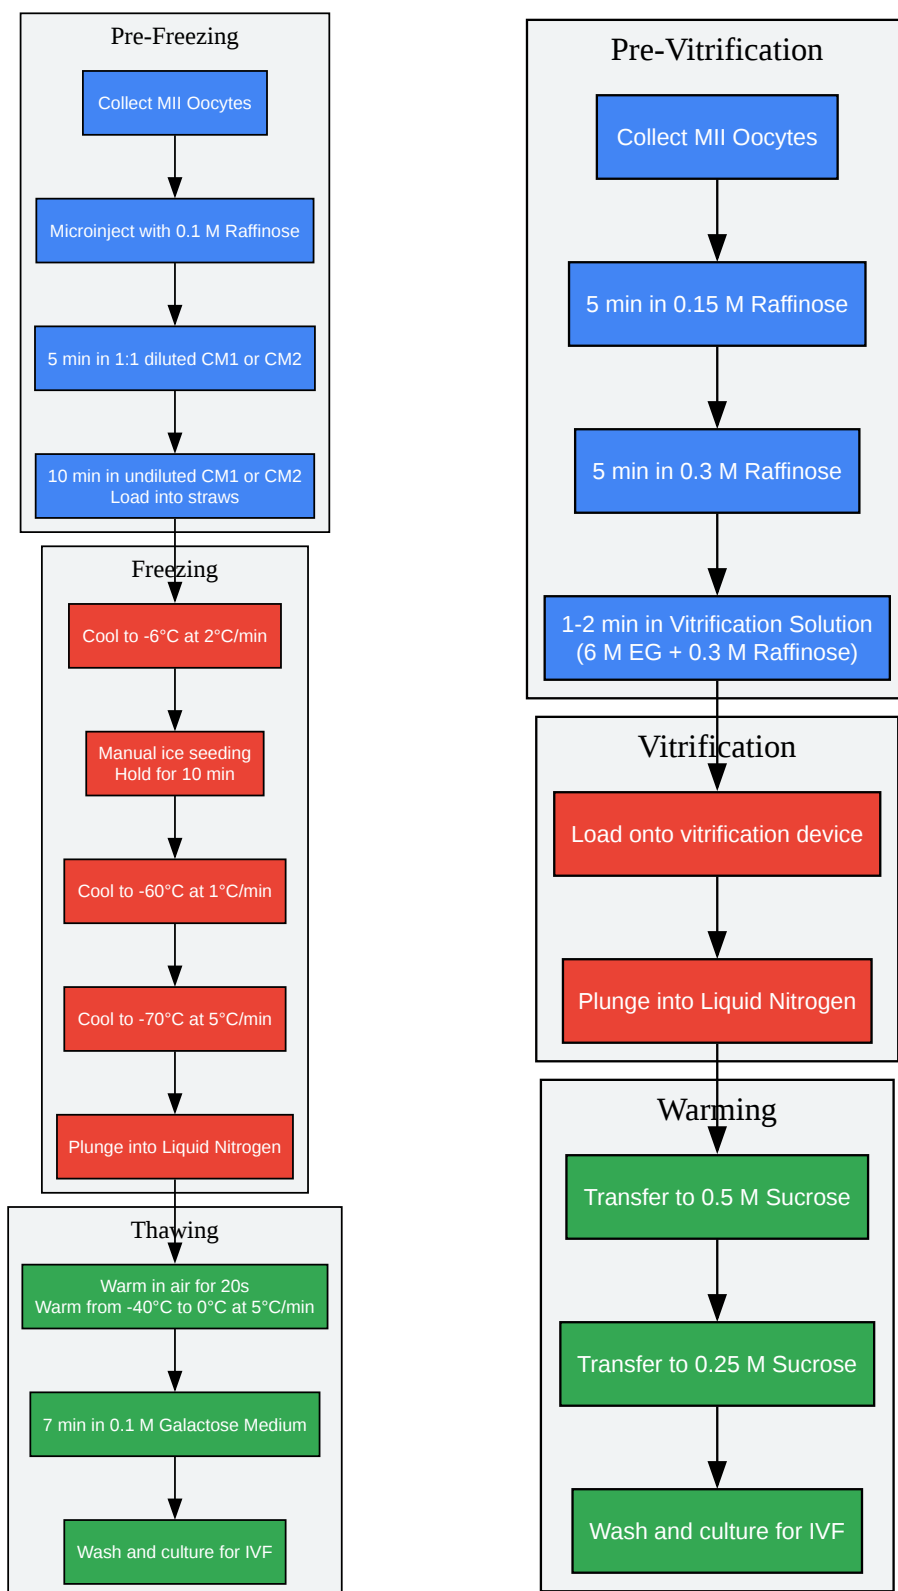 Pre-Freezing
Collect MII Oocytes
Microinject with 0.1 M Raffinose
5 min in 1:1 diluted CM1 or CM2
10 min in undiluted CM1 or CM2
Load into straws
Freezing
Cool to -6°C at 2°C/min
Manual ice seeding
Hold for 10 min
Cool to -60°C at 1°C/min
Cool to -70°C at 5°C/min
Plunge into Liquid Nitrogen
Thawing
Warm in air for 20s
Warm from -40°C to 0°C at 5°C/min
7 min in 0.1 M Galactose Medium
Wash and culture for IVF
Pre-Vitrification
Collect MII Oocytes
5 min in 0.15 M Raffinose
5 min in 0.3 M Raffinose
1-2 min in Vitrification Solution
(6 M EG + 0.3 M Raffinose)
Vitrification
Load onto vitrification device
Plunge into Liquid Nitrogen
Warming
Transfer to 0.5 M Sucrose
Transfer to 0.25 M Sucrose
Wash and culture for IVF